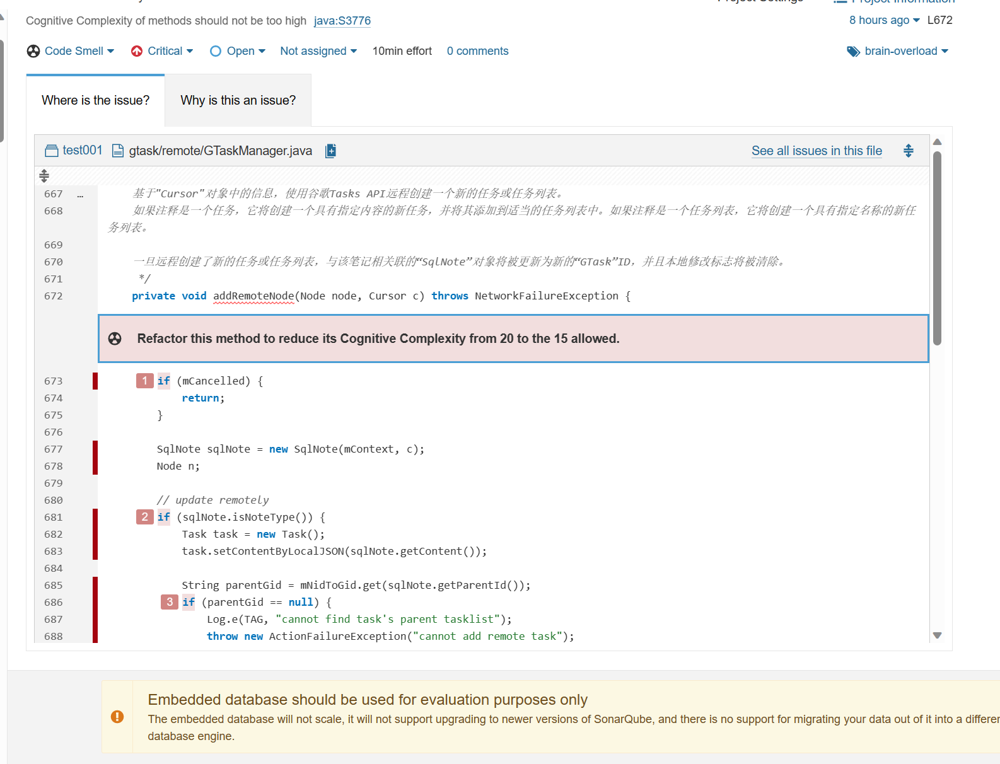 Cognitive Complexity of methods should not be too high java:S3776
8 hours ago L672
Code Smell Critical Open Not assigned 10min effort 0 comments
brain-overload
Where is the issue? Why is this an issue?
test001 gtask/remote/GTaskManager.java See all issues in this file
667 … 基于"Cursor"对象中的信息，使用谷歌Tasks API远程创建一个新的任务或任务列表。
668 如果注释是一个任务，它将创建一个具有指定内容的新任务，并将其添加到适当的任务列表中。如果注释是一个任务列表，它将创建一个具有指定名称的新任
务列表。
669
670 一旦远程创建了新的任务或任务列表，与该笔记相关联的“SqlNote”对象将被更新为新的“GTask”ID，并且本地修改标志将被清除。
671 */
672 private void addRemoteNode(Node node, Cursor c) throws NetworkFailureException {
Refactor this method to reduce its Cognitive Complexity from 20 to the 15 allowed.
673 1 if (mCancelled) {
674 return;
675 }
676
677 SqlNote sqlNote = new SqlNote(mContext, c);
678 Node n;
679
680 // update remotely
681 2 if (sqlNote.isNoteType()) {
682 Task task = new Task();
683 task.setContentByLocalJSON(sqlNote.getContent());
684
685 String parentGid = mNidToGid.get(sqlNote.getParentId());
686 3 if (parentGid == null) {
687 Log.e(TAG, "cannot find task's parent tasklist");
688 throw new ActionFailureException("cannot add remote task");
Embedded database should be used for evaluation purposes only
The embedded database will not scale, it will not support upgrading to newer versions of SonarQube, and there is no support for migrating your data out of it into a
database engine.